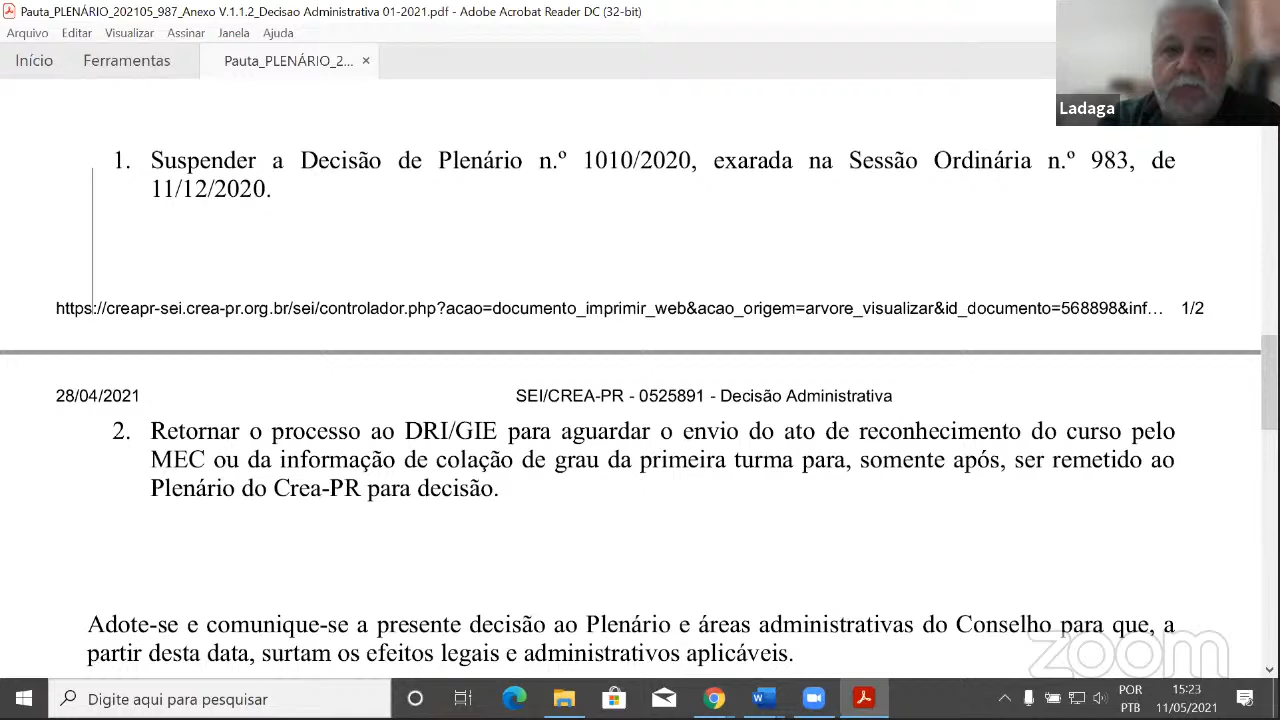 Pauta_PLENÁRIO_202105_987_Anexo V.1.1.2_Decisao Administrativa 01-2021.pdf - Adobe Acrobat Reader DC (32-bit)
Arquivo Editar Visualizar Assinar Janela Ajuda
Início Ferramentas Pauta_PLENÁRIO_2... ×
Ladaga
1. Suspender a Decisão de Plenário n.º 1010/2020, exarada na Sessão Ordinária n.º 983, de
11/12/2020.
https://creapr-sei.crea-pr.org.br/sei/controlador.php?acao=documento_imprimir_web&acao_origem=arvore_visualizar&id_documento=568898&inf... 1/2
28/04/2021 SEI/CREA-PR - 0525891 - Decisão Administrativa
2. Retornar o processo ao DRI/GIE para aguardar o envio do ato de reconhecimento do curso pelo
MEC ou da informação de colação de grau da primeira turma para, somente após, ser remetido ao
Plenário do Crea-PR para decisão.
Adote-se e comunique-se a presente decisão ao Plenário e áreas administrativas do Conselho para que, a
partir desta data, surtam os efeitos legais e administrativos aplicáveis.
zoom
Digite aqui para pesquisar
POR 15:23
PTB 11/05/2021